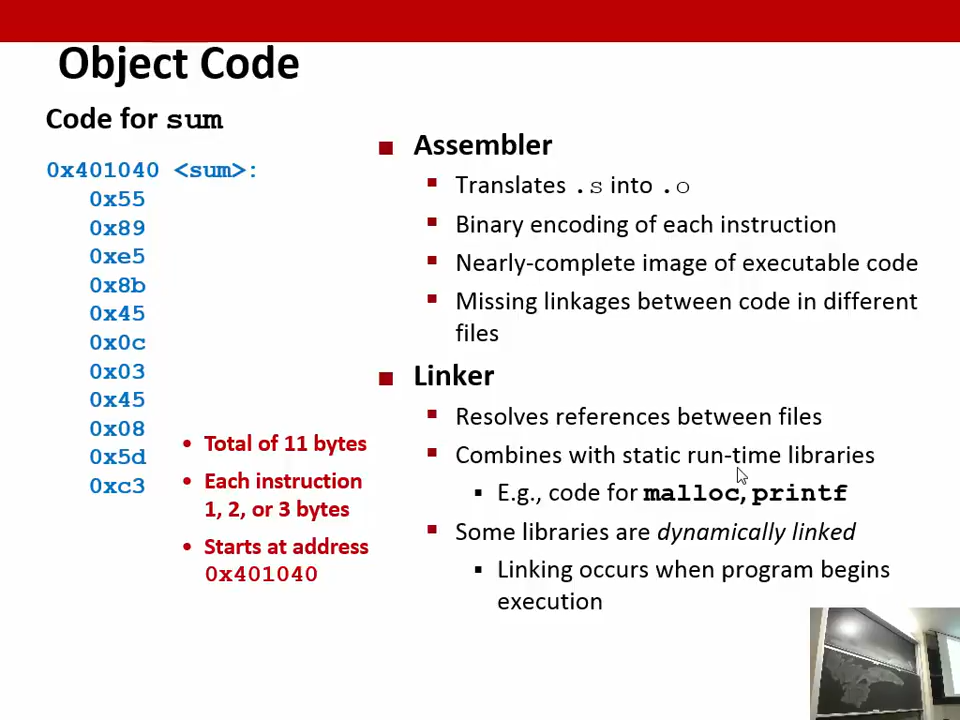 Object Code
Code for sum
0x401040 <sum>:
0x55
0x89
0xe5
0x8b
0x45
0x0c
0x03
0x45
0x08
0x5d
0xc3
• Total of 11 bytes
• Each instruction
1, 2, or 3 bytes
• Starts at address
0x401040
■ Assembler
▪ Translates .s into .o
▪ Binary encoding of each instruction
▪ Nearly-complete image of executable code
▪ Missing linkages between code in different
files
■ Linker
▪ Resolves references between files
▪ Combines with static run-time libraries
▪ E.g., code for malloc, printf
▪ Some libraries are dynamically linked
▪ Linking occurs when program begins
execution